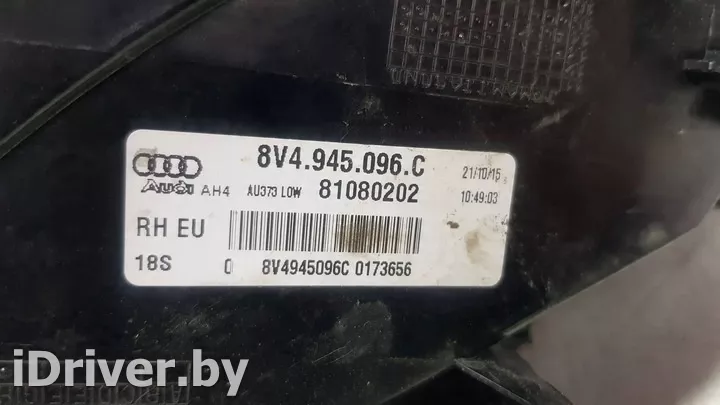 8V4.945.096.C
21/10/15
Audi AH4 AU373 LOW 81080202
10:49:03
RH EU
18S 0 8V4945096C 0173656
iDriver.by